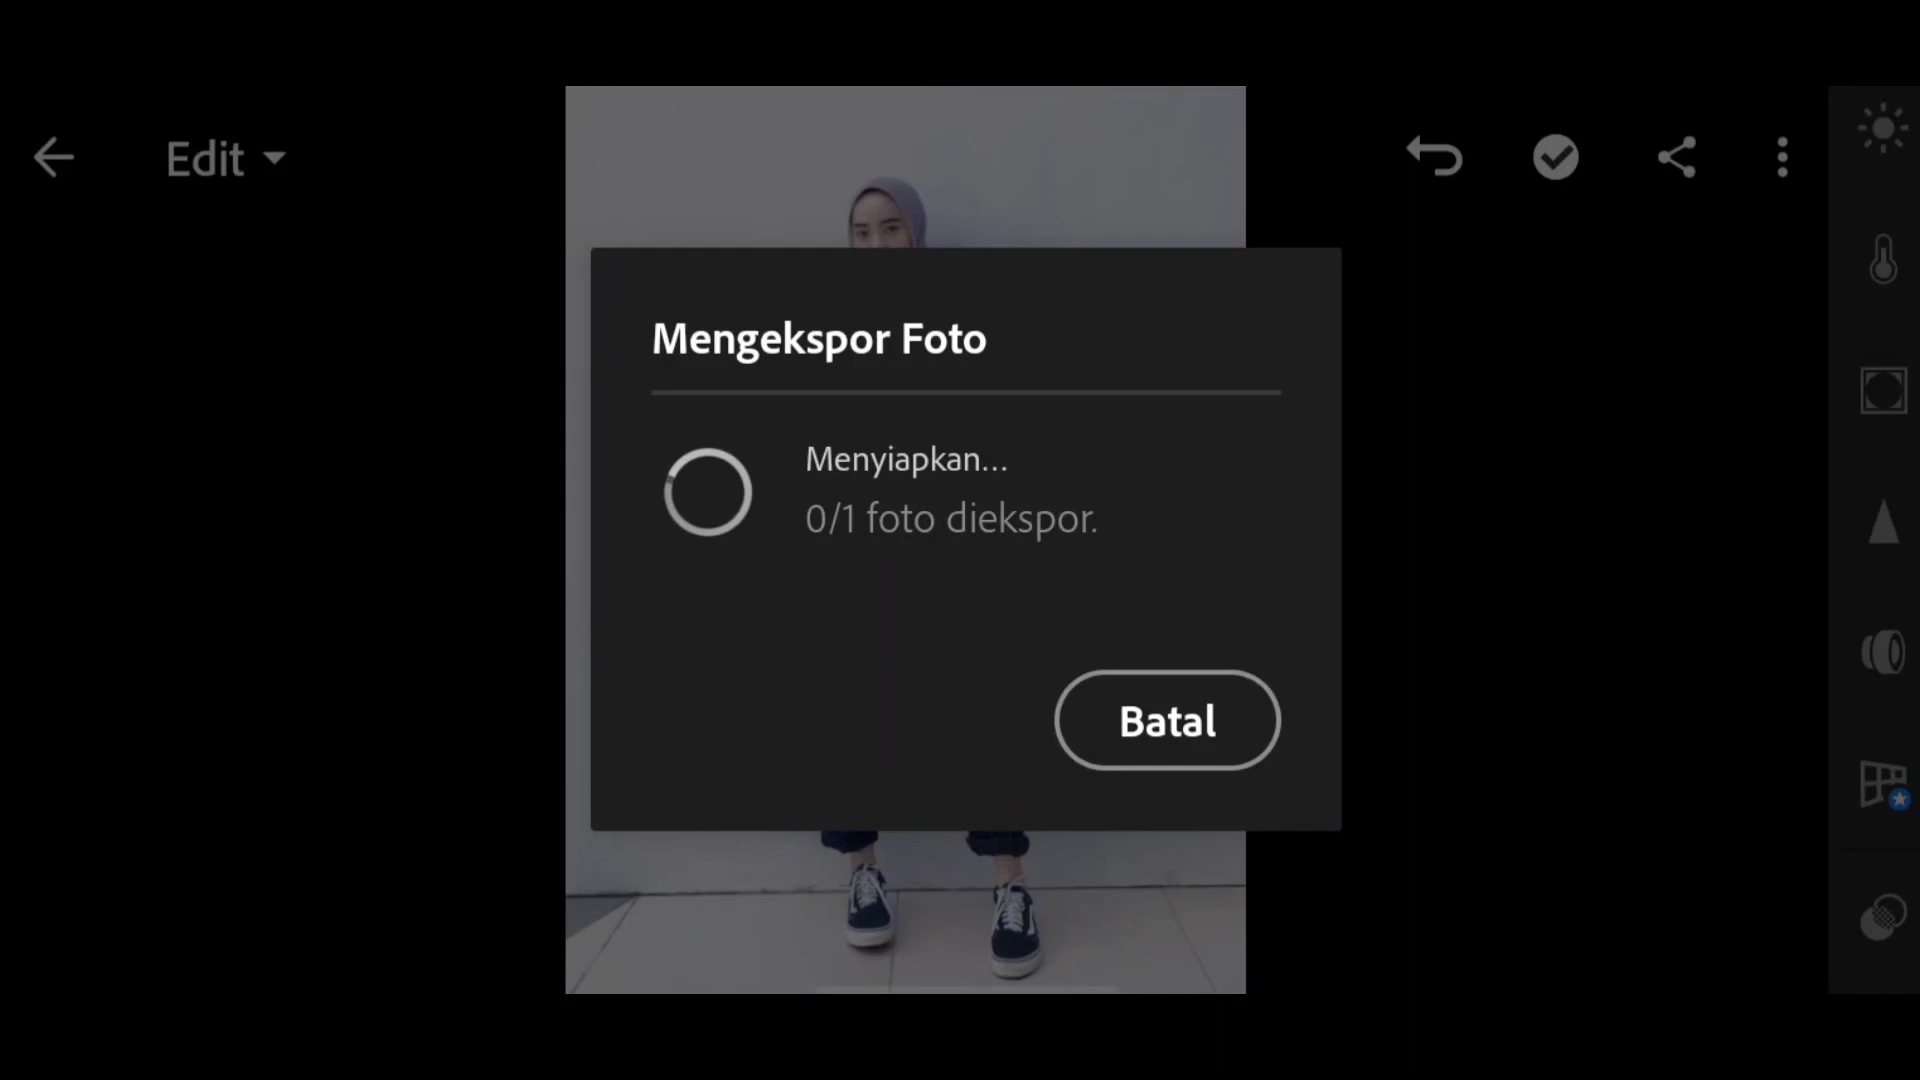 Edit
Mengekspor Foto
Menyiapkan...
0/1 foto diekspor.
Batal